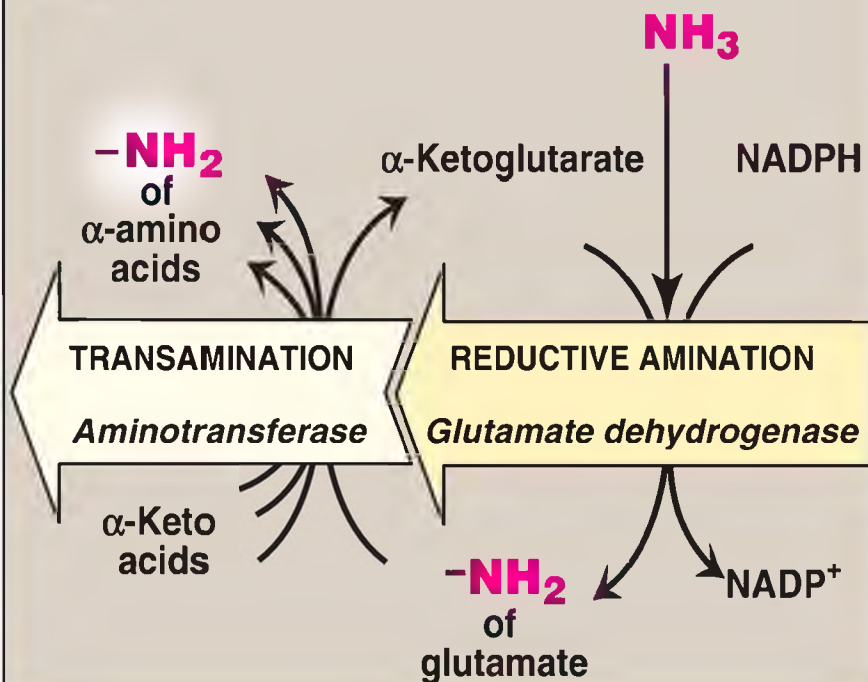 NH3
–NH2
of
α-amino
acids
α-Ketoglutarate
NADPH
TRANSAMINATION
Aminotransferase
REDUCTIVE AMINATION
Glutamate dehydrogenase
α-Keto
acids
–NH2
of
glutamate
NADP+